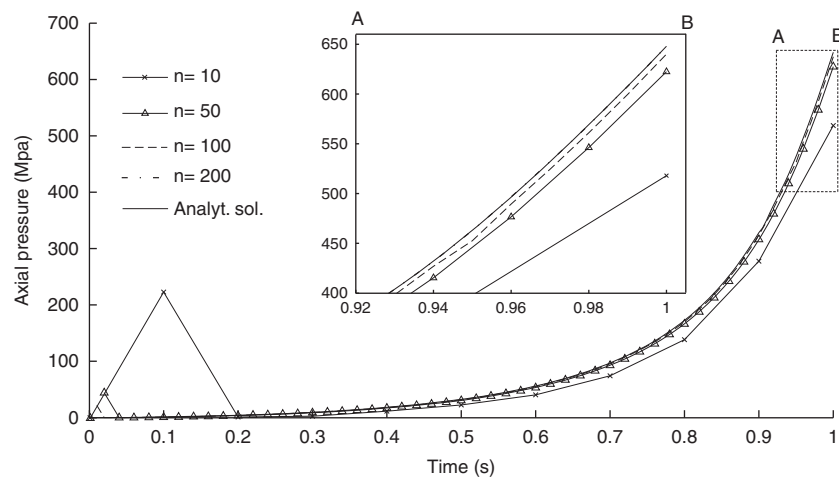 A
B
700
600
500
400
300
200
100
0
Axial pressure (Mpa)
n= 10
n= 50
n= 100
n= 200
Analyt. sol.
650
600
550
500
450
400
0.92
0.94
0.96
0.98
1
A
B
0
0.1
0.2
0.3
0.4
0.5
0.6
0.7
0.8
0.9
1
Time (s)